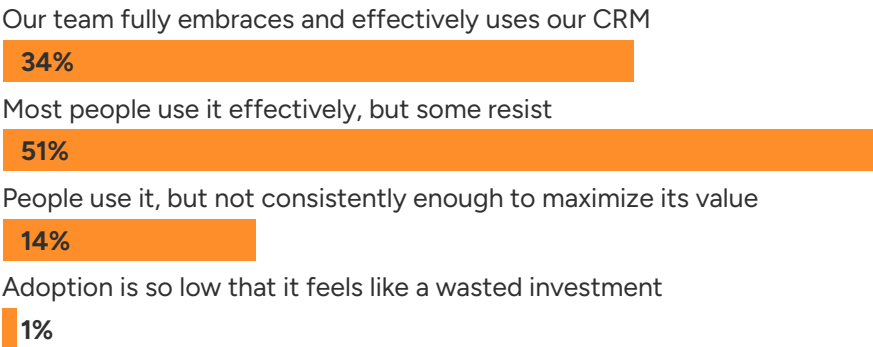 Our team fully embraces and effectively uses our CRM
34%
Most people use it effectively, but some resist
51%
People use it, but not consistently enough to maximize its value
14%
Adoption is so low that it feels like a wasted investment
1%